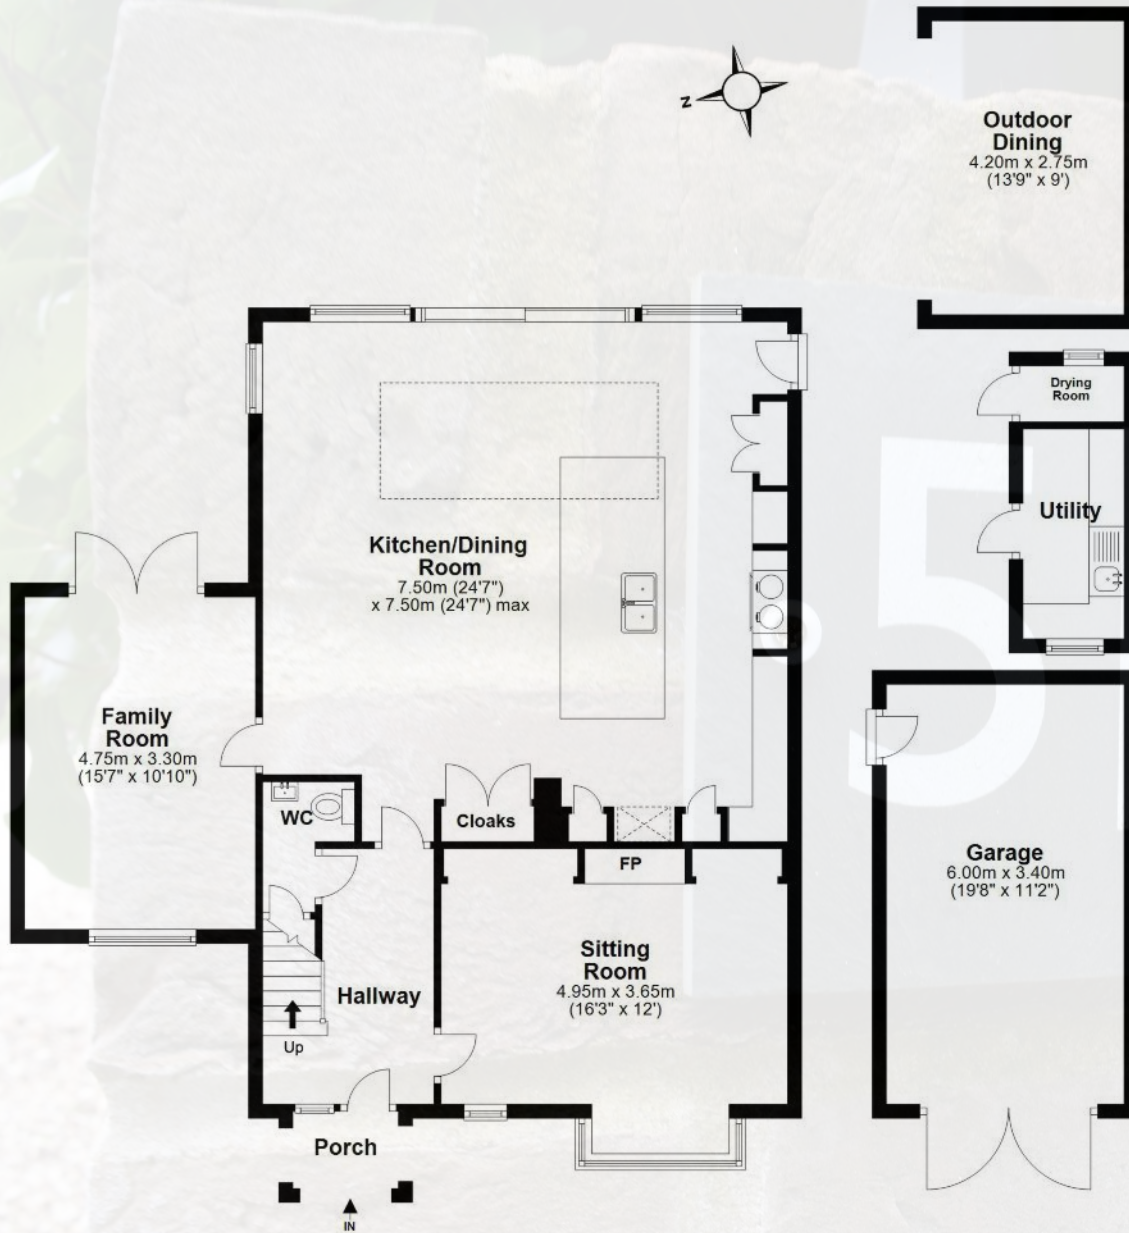 N
Outdoor
Dining
4.20m x 2.75m
(13'9" x 9')
Drying
Room
Utility
Kitchen/Dining
Room
7.50m (24'7")
x 7.50m (24'7") max
5
Family
Room
4.75m x 3.30m
(15'7" x 10'10")
WC
Cloaks
FP
Garage
6.00m x 3.40m
(19'8" x 11'2")
Sitting
Room
4.95m x 3.65m
(16'3" x 12')
Hallway
Up
Porch
IN